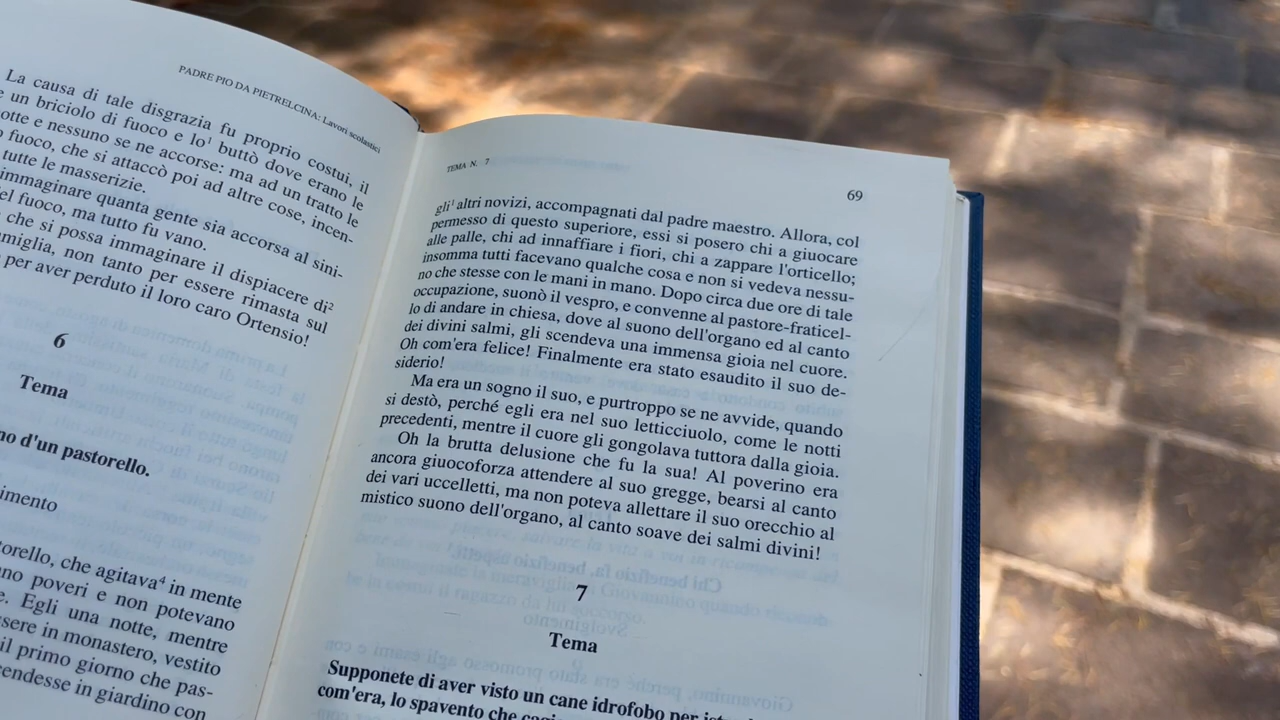 PADRE PIO DA PIETRELCINA: Lavori scolastici
La causa di tale disgrazia fu proprio costui, il
un briciolo di fuoco e lo¹ buttò dove erano le
otte e nessuno se ne accorse: ma ad un tratto le
fuoco, che si attaccò poi ad altre cose, incen-
tutte le masserizie.
immaginare quanta gente sia accorsa al sini-
el fuoco, ma tutto fu vano.
che si possa immaginare il dispiacere di²
amiglia, non tanto per essere rimasta sul
per aver perduto il loro caro Ortensio!
6
Tema
no d'un pastorello.
imento
torello, che agitava⁴ in mente
ano poveri e non potevano
e. Egli una notte, mentre
ssere in monastero, vestito
il primo giorno che pas-
cendesse in giardino con
TEMA N. 7
69
gli¹ altri novizi, accompagnati dal padre maestro. Allora, col
permesso di questo superiore, essi si posero chi a giuocare
alle palle, chi ad innaffiare i fiori, chi a zappare l'orticello;
insomma tutti facevano qualche cosa e non si vedeva nessu-
no che stesse con le mani in mano. Dopo circa due ore di tale
occupazione, suonò il vespro, e convenne al pastore-fraticel-
lo di andare in chiesa, dove al suono dell'organo ed al canto
dei divini salmi, gli scendeva una immensa gioia nel cuore.
Oh com'era felice! Finalmente era stato esaudito il suo de-
siderio!
Ma era un sogno il suo, e purtroppo se ne avvide, quando
si destò, perché egli era nel suo letticciuolo, come le notti
precedenti, mentre il cuore gli gongolava tuttora dalla gioia.
Oh la brutta delusione che fu la sua! Al poverino era
ancora giuocoforza attendere al suo gregge, bearsi al canto
dei vari uccelletti, ma non poteva allettare il suo orecchio al
mistico suono dell'organo, al canto soave dei salmi divini!
7
Tema
Supponete di aver visto un cane idrofobo per
com'era, lo spavento che